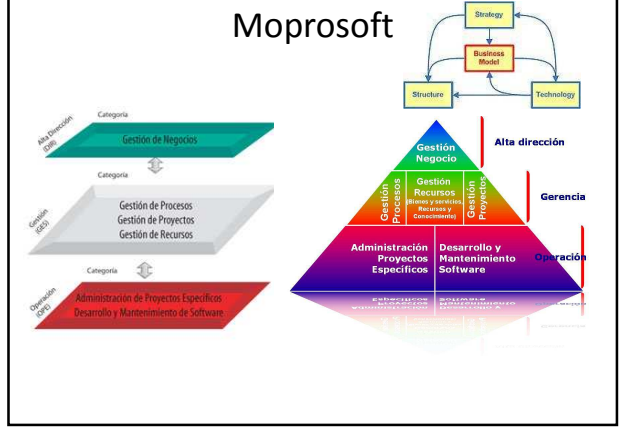 Moprosoft
Strategy
Business
Model
Structure
Technology
Categoría
Alta Dirección
(DIR)
Gestión de Negocios
Categoría
Gestión
(GES)
Gestión de Procesos
Gestión de Proyectos
Gestión de Recursos
Categoría
Operación
(OPE)
Administración de Proyectos Específicos
Desarrollo y Mantenimiento de Software
Gestión
Negocio
Alta dirección
Gestión
Procesos
Gestión
Recursos
(Bienes y servicios,
Recursos y
Conocimiento)
Gestión
Proyectos
Gerencia
Administración
Proyectos
Específicos
Desarrollo y
Mantenimiento
Software
Operación